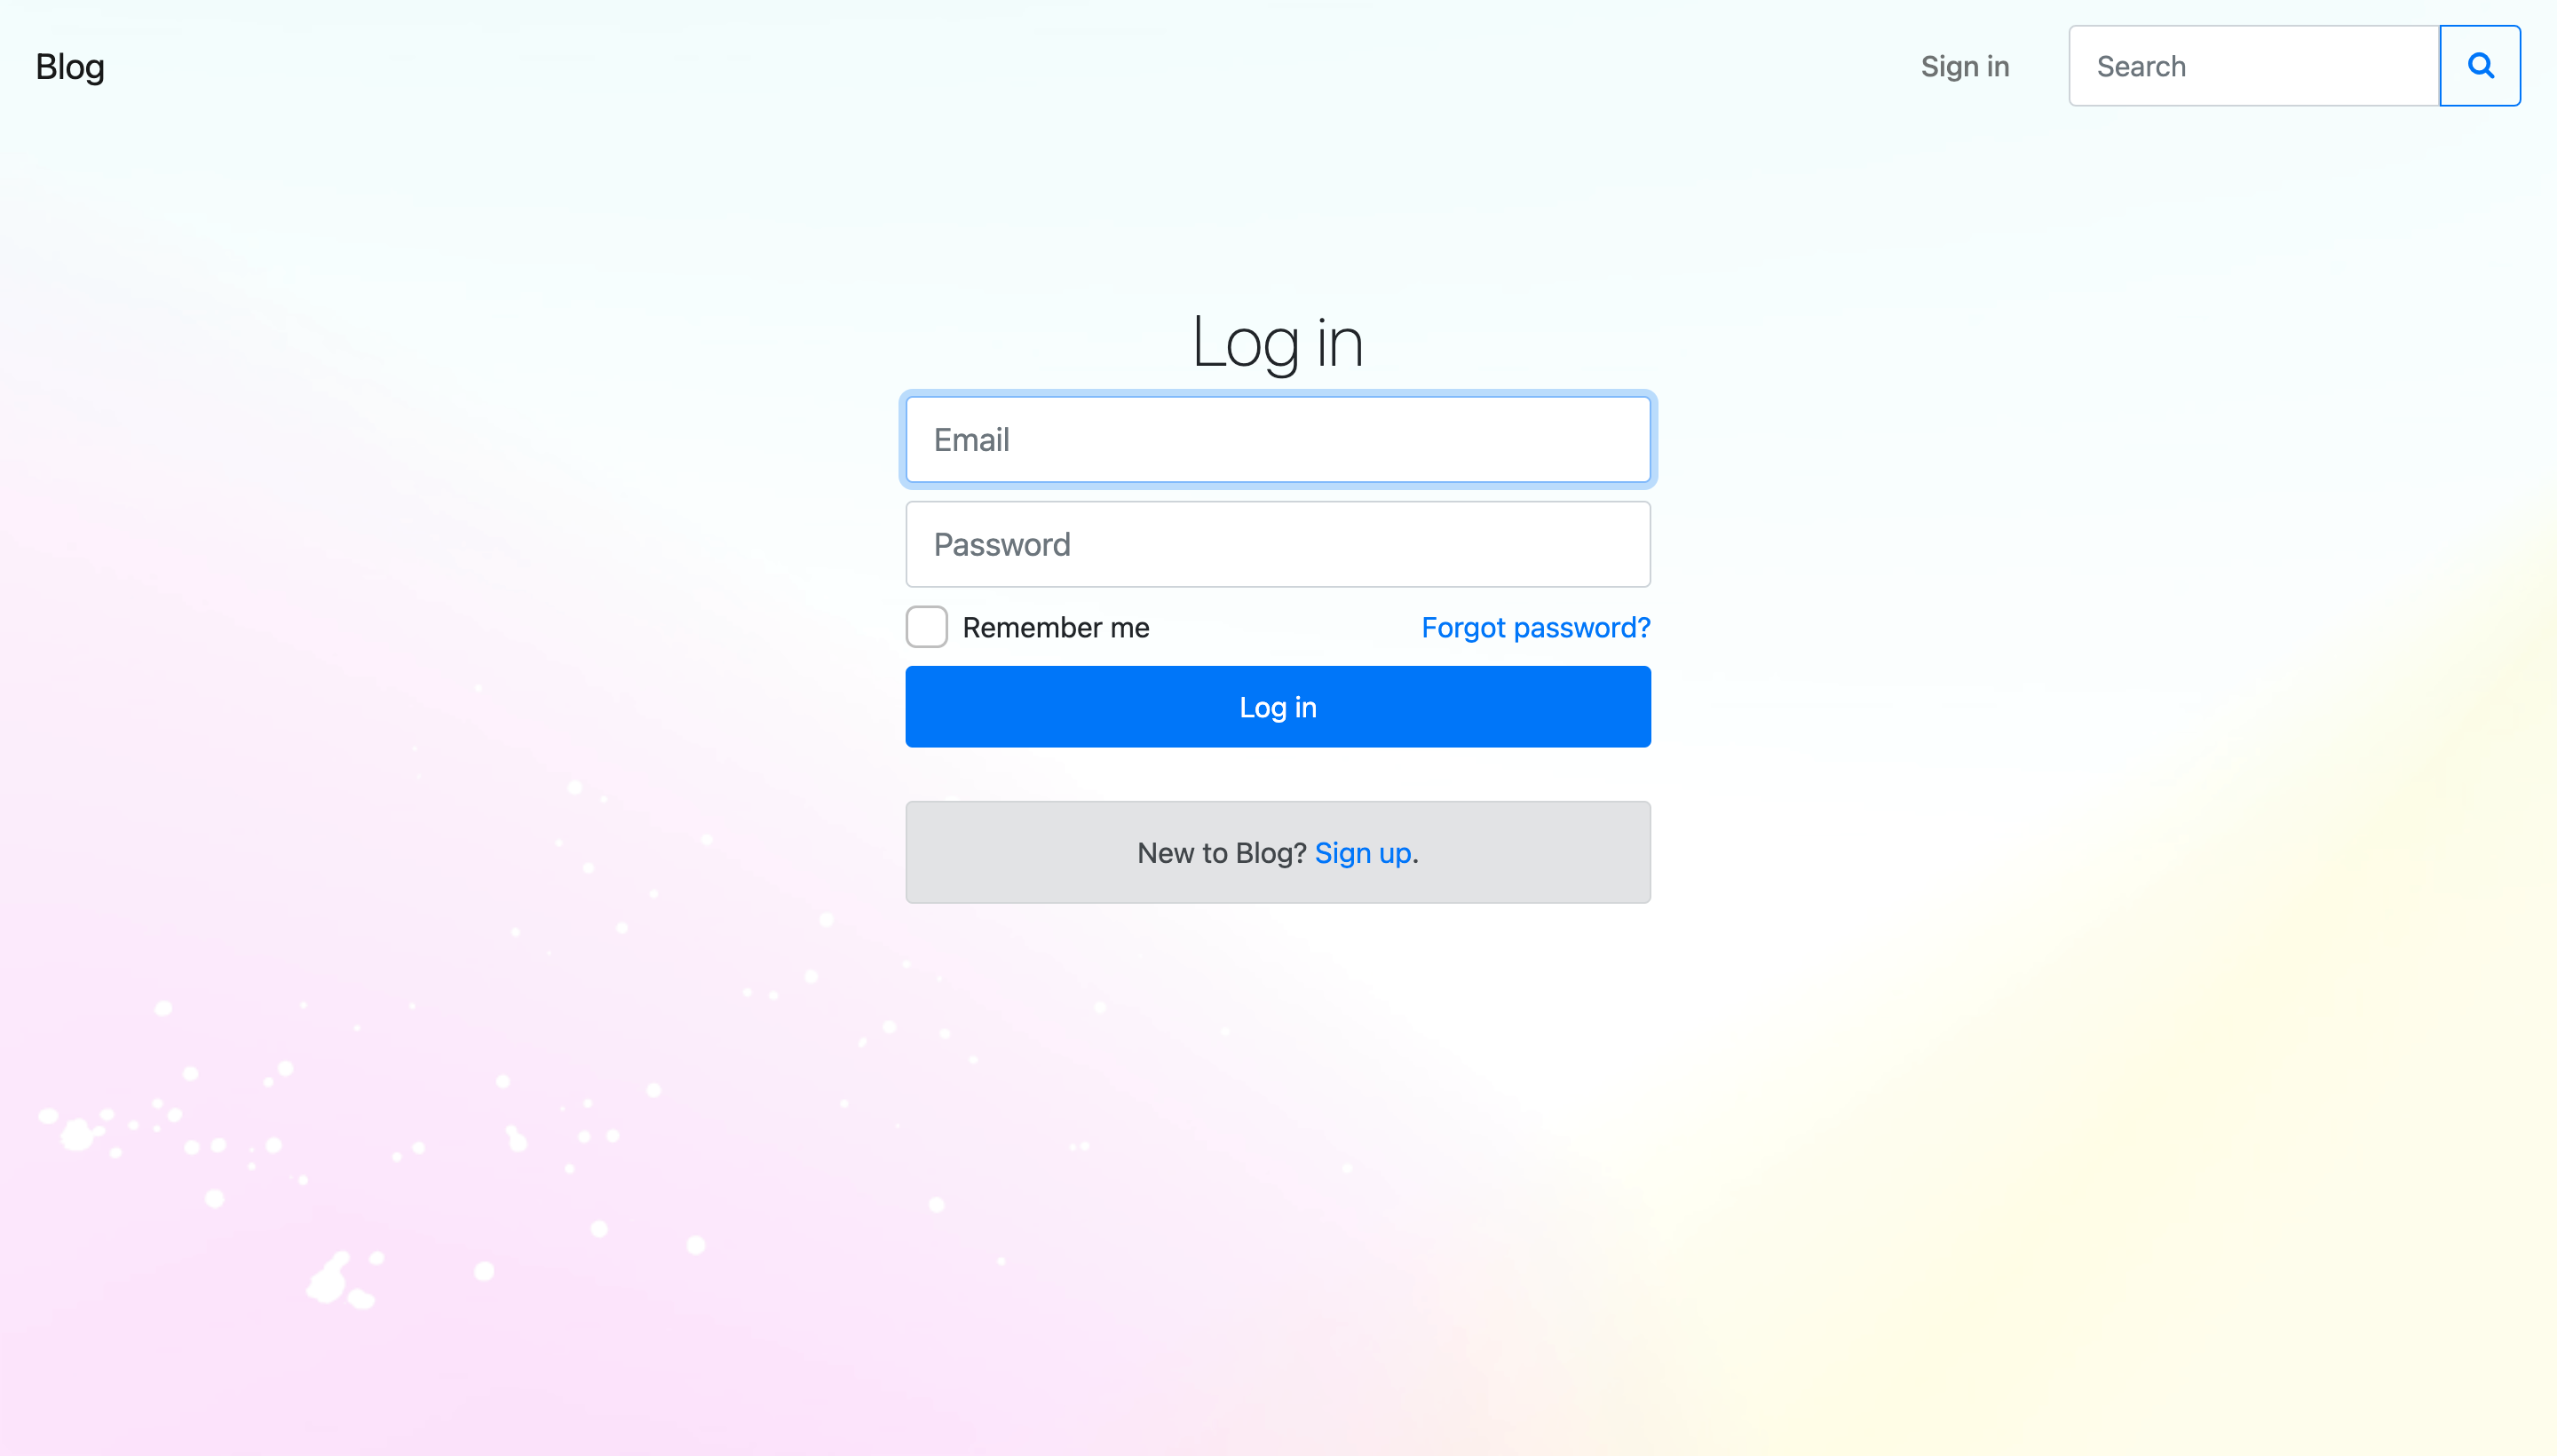 Blog
Sign in
Search
Log in
Email
Password
Remember me
Forgot password?
Log in
New to Blog? Sign up.